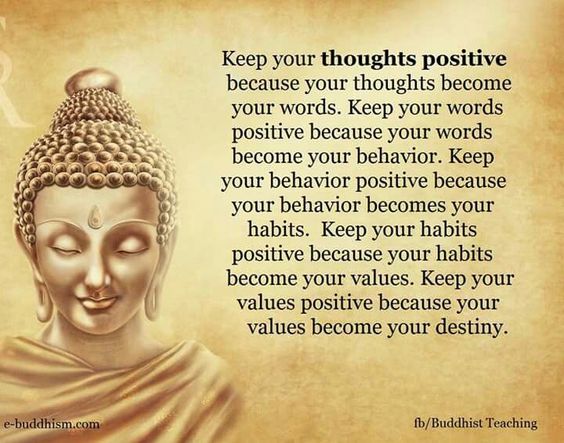 Keep your thoughts positive
because your thoughts become
your words. Keep your words
positive because your words
become your behavior. Keep
your behavior positive because
your behavior becomes your
habits. Keep your habits
positive because your habits
become your values. Keep your
values positive because your
values become your destiny.
e-buddhism.com
fb/Buddhist Teaching